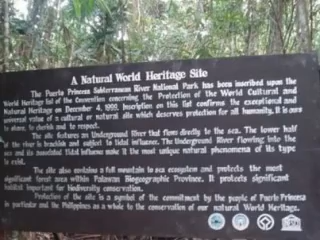 A Natural World Heritage Site
The Puerto Princesa Subterranean River National Park has been inscribed upon the
World Heritage list of the Convention concerning the Protection of the World Cultural and
Natural Heritage on December 4, 1999. Inscription on this list confirms the exceptional and
universal value of a cultural or natural site which deserves protection for all humanity. It is ours
to share, to cherish and to respect.
The site features an Underground River that flows directly to the sea. The lower half
of the river is brackish and subject to tidal influence. The Underground River flowing into the
sea and its associated tidal influence make it the most unique natural phenomena of its type
to exist.
The site also contains a full mountain to sea ecosystem and protects the most
significant forest area within Palawan Biogeographic Province. It protects significant
habitat important for biodiversity conservation.
Protection of the site is a symbol of the commitment by the people of Puerto Princesa
in particular and the Philippines as a whole to the conservation of our natural World Heritage.